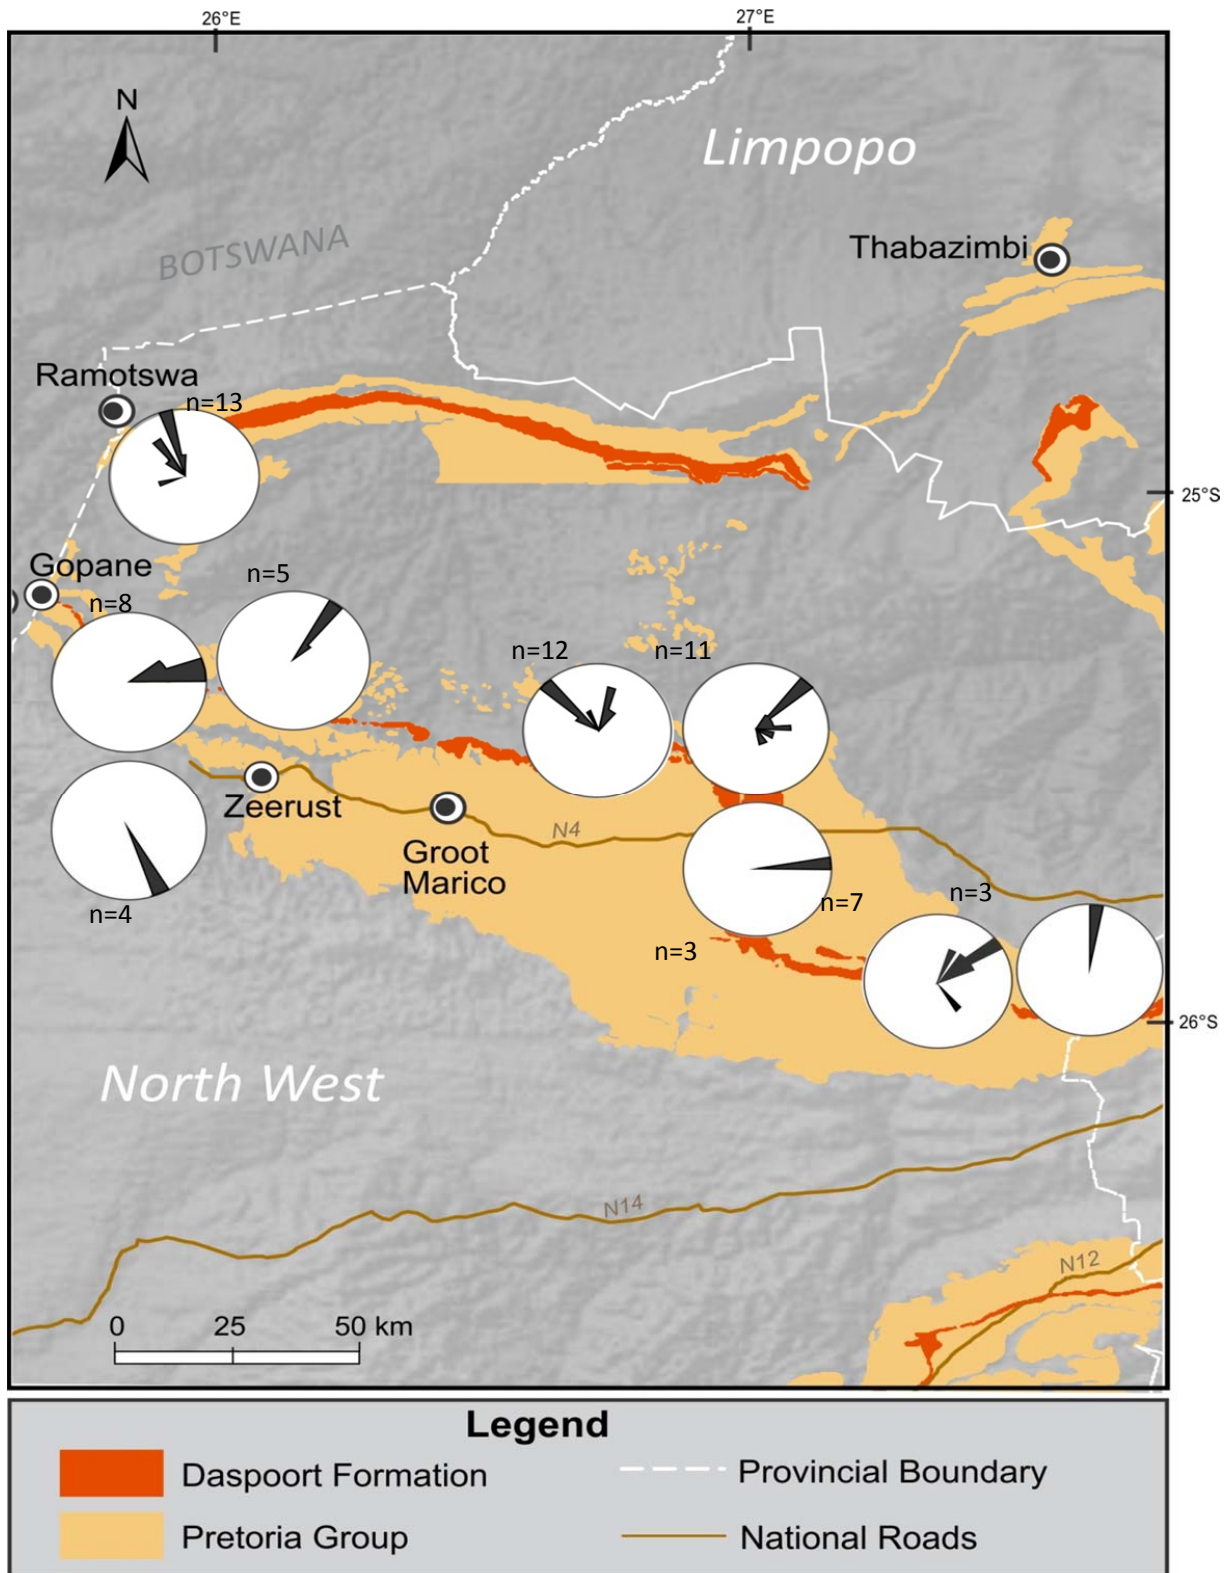 26°E
27°E
N
Limpopo
BOTSWANA
Thabazimbi
Ramotswa
n=13
25°S
Gopane
n=5
n=8
n=12
n=11
Zeerust
N4
Groot
Marico
n=3
n=7
n=4
n=3
26°S
North West
N14
N12
0 25 50 km
Legend
Daspoort Formation
Provincial Boundary
Pretoria Group
National Roads